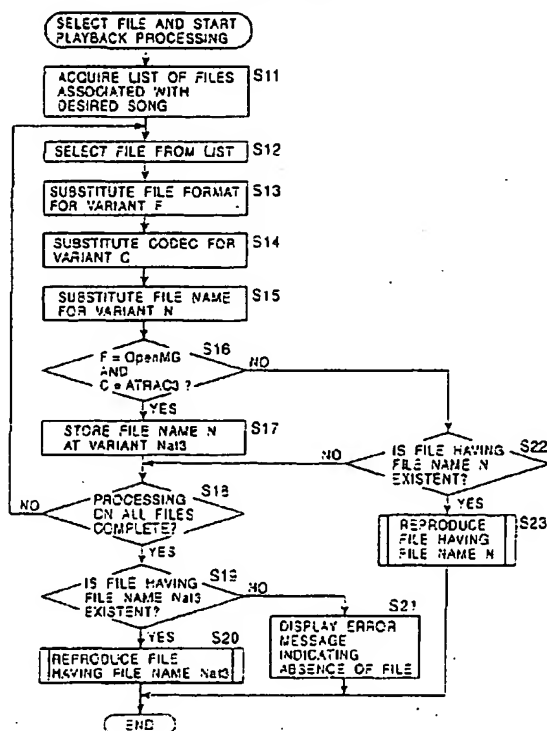 SELECT FILE AND START
PLAYBACK PROCESSING
ACQUIRE LIST OF FILES
ASSOCIATED WITH
DESIRED SONG
S11
SELECT FILE FROM LIST
S12
SUBSTITUTE FILE FORMAT
FOR VARIANT F
S13
SUBSTITUTE CODEC FOR
VARIANT C
S14
SUBSTITUTE FILE NAME
FOR VARIANT N
S15
F = OpenMG
AND
C = ATRAC3 ?
S16
NO
YES
STORE FILE NAME N
AT VARIANT Nat3
S17
IS FILE HAVING
FILE NAME N
EXISTENT?
S22
NO
YES
REPRODUCE
FILE HAVING
FILE NAME N
S23
PROCESSING
ON ALL FILES
COMPLETE?
S18
NO
YES
IS FILE HAVING
FILE NAME Nat3
EXISTENT?
S19
NO
YES
REPRODUCE FILE
HAVING FILE NAME Nat3
S20
DISPLAY ERROR
MESSAGE
INDICATING
ABSENCE OF FILE
S21
END